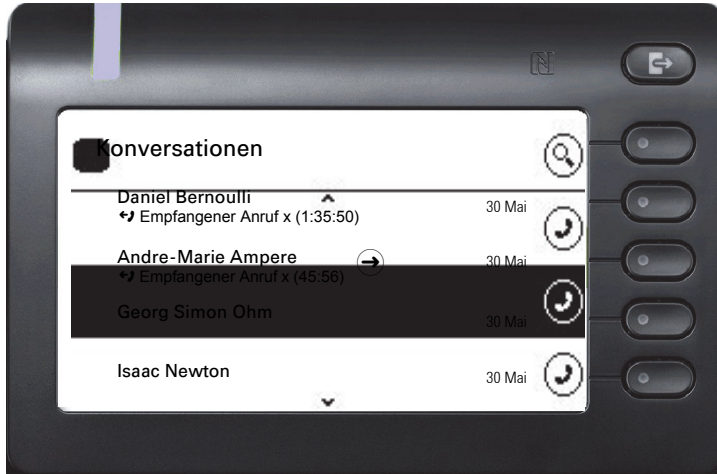 Konversationen
Daniel Bernoulli
Empfangener Anruf x (1:35:50)
30 Mai
Andre-Marie Ampere
30 Mai
Empfangener Anruf x (45:56)
Georg Simon Ohm
30 Mai
Isaac Newton
30 Mai